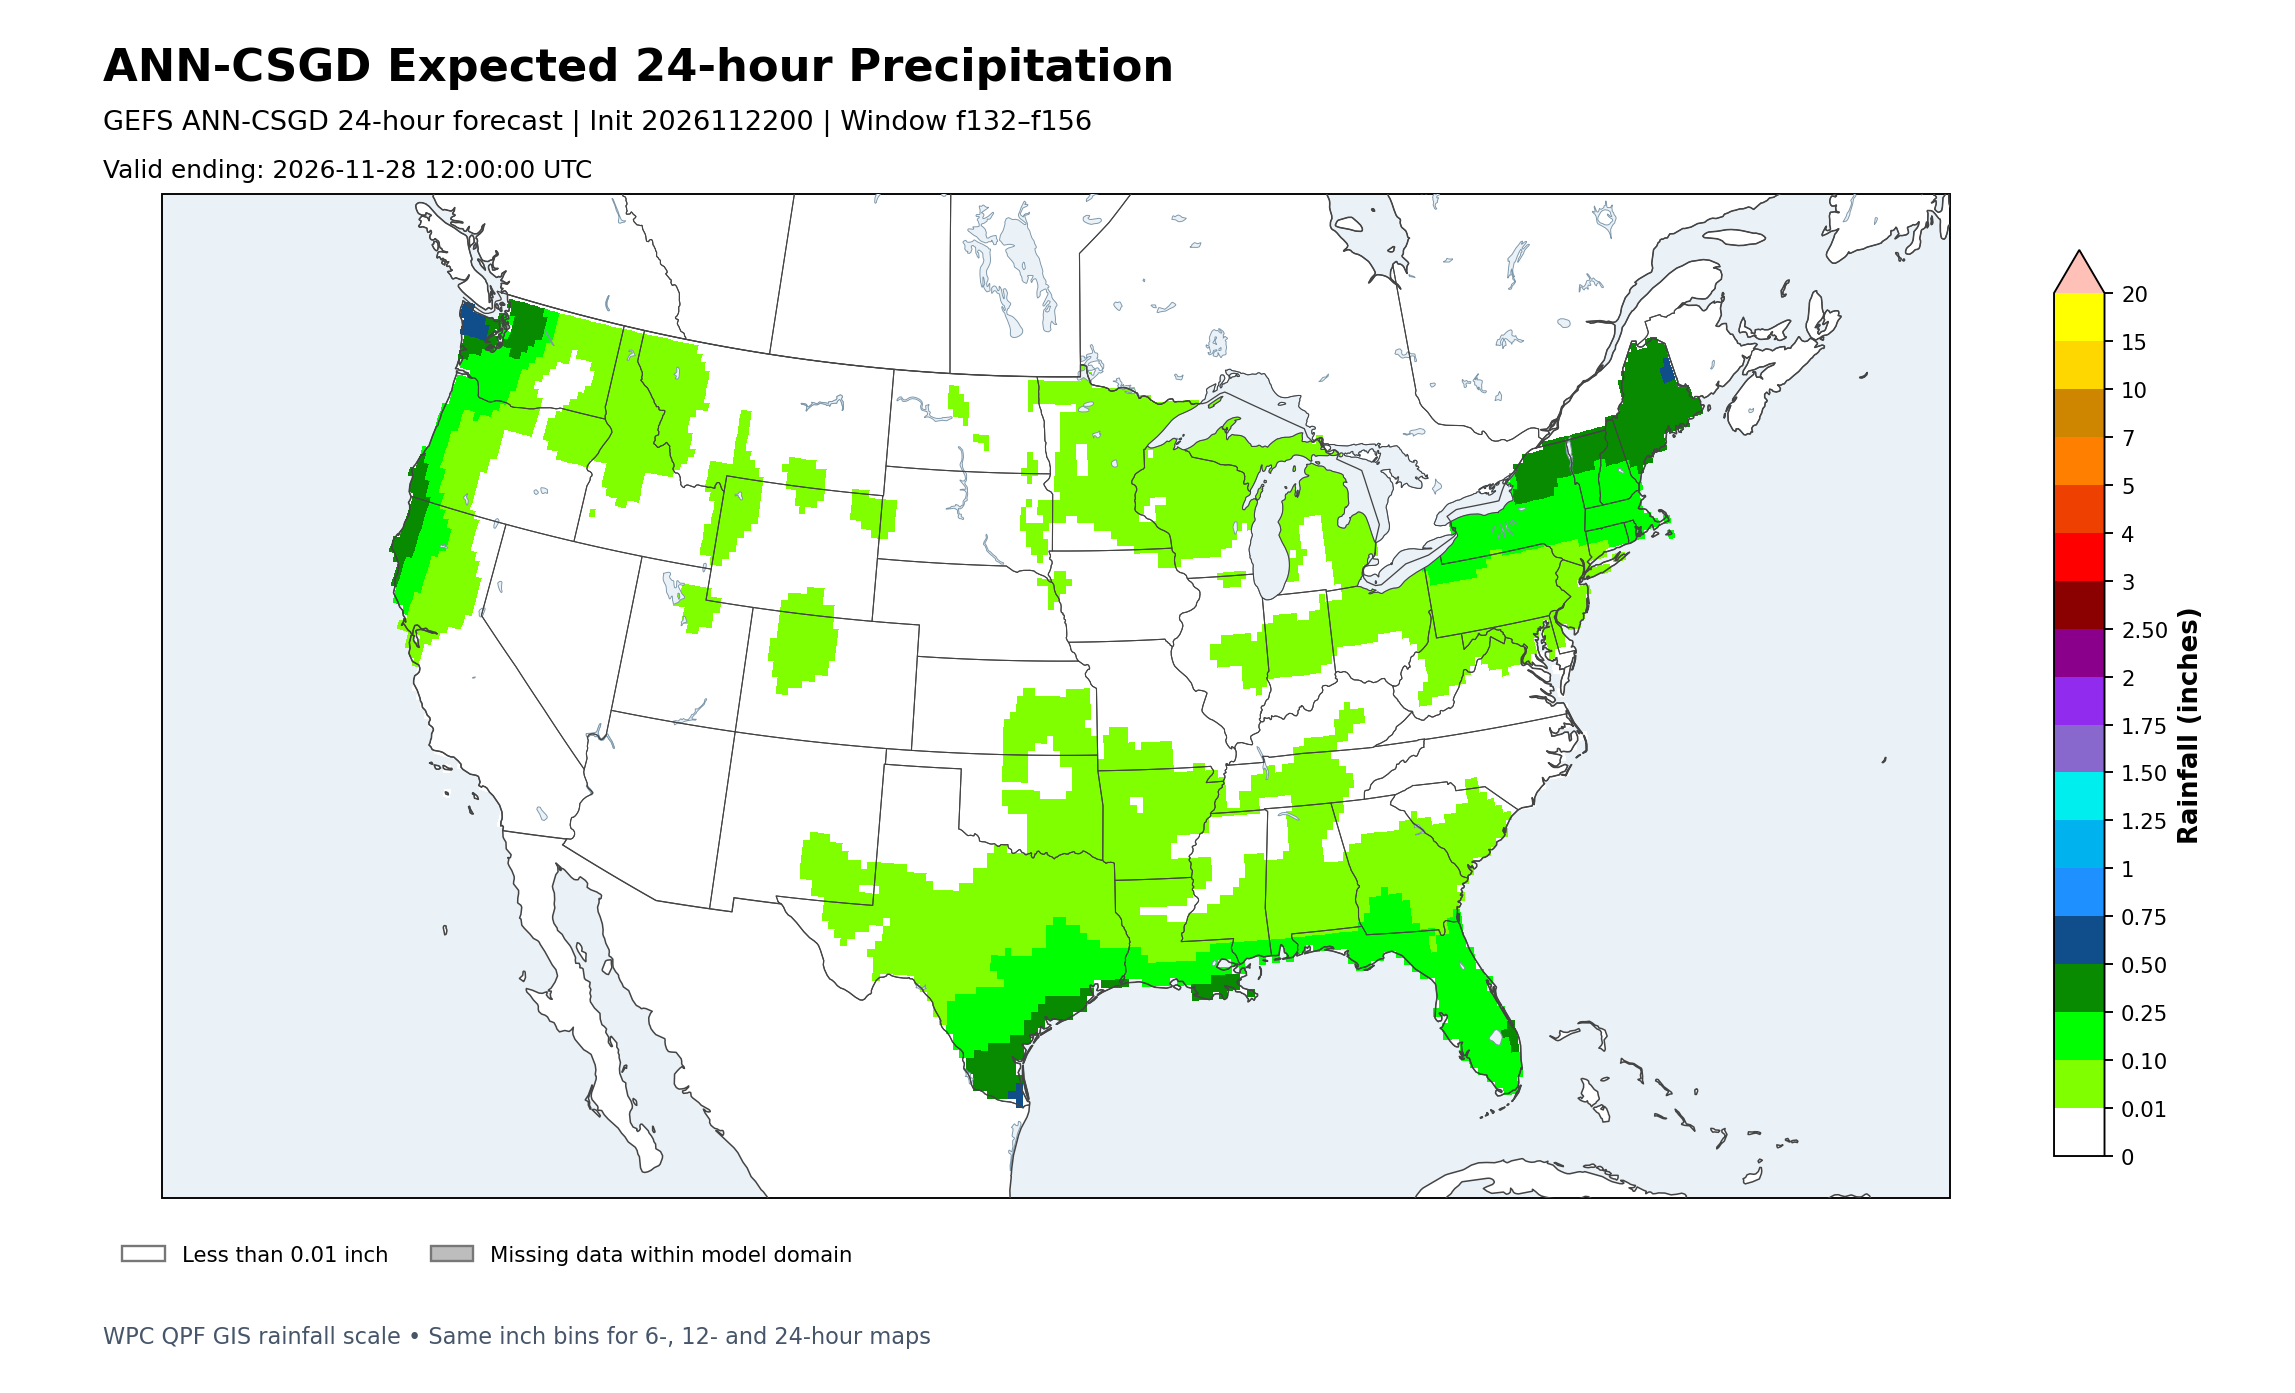 ANN-CSGD Expected 24-hour Precipitation
GEFS ANN-CSGD 24-hour forecast | Init 2026112200 | Window f132–f156
Valid ending: 2026-11-28 12:00:00 UTC
20
15
10
7
5
4
3
2.50
2
1.75
1.50
1.25
1
0.75
0.50
0.25
0.10
0.01
0
Rainfall (inches)
Less than 0.01 inch
Missing data within model domain
WPC QPF GIS rainfall scale • Same inch bins for 6-, 12- and 24-hour maps